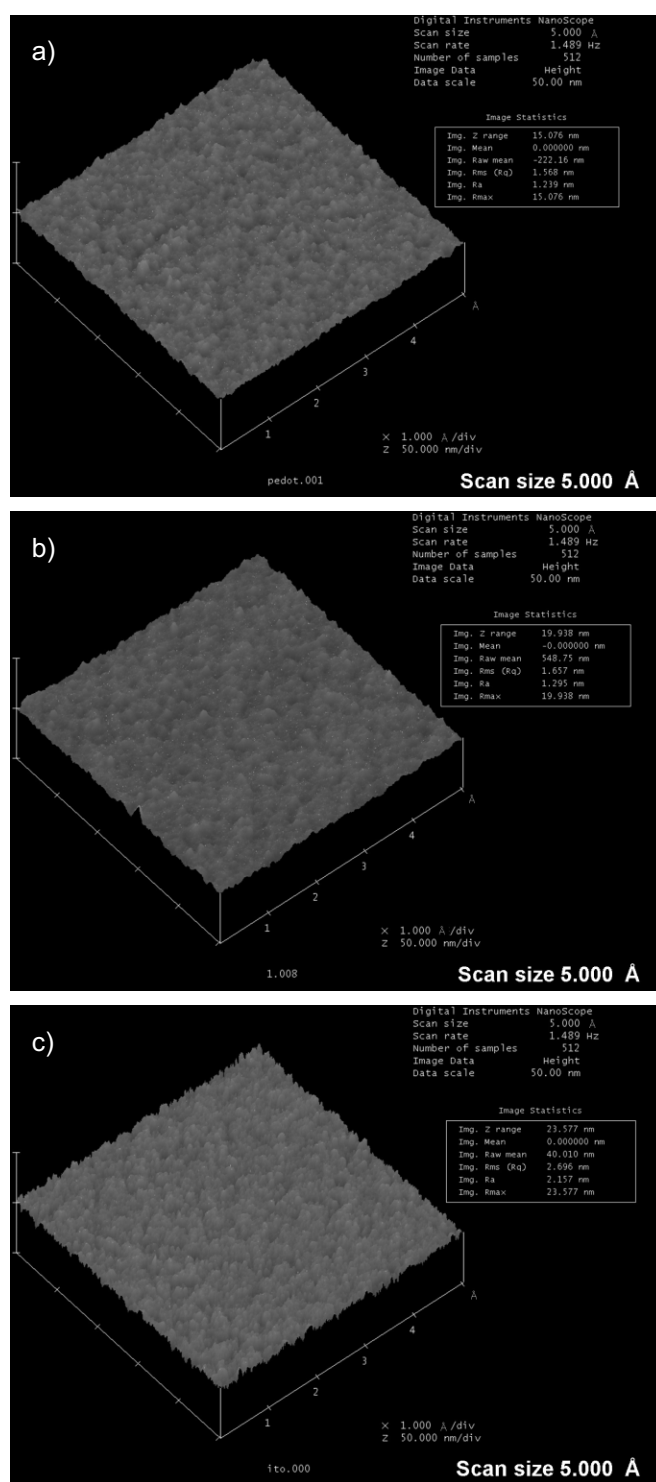 a)
Digital Instruments NanoScope
Scan size 5.000 Å
Scan rate 1.489 Hz
Number of samples 512
Image Data Height
Data scale 50.00 nm
Image Statistics
Img. Z range 15.076 nm
Img. Mean 0.000000 nm
Img. Raw mean -222.16 nm
Img. Rms (Rq) 1.568 nm
Img. Ra 1.239 nm
Img. Rmax 15.076 nm
1
2
3
4
Å
X 1.000 Å/div
Z 50.000 nm/div
pedot.001
Scan size 5.000 Å
b)
Digital Instruments NanoScope
Scan size 5.000 Å
Scan rate 1.489 Hz
Number of samples 512
Image Data Height
Data scale 50.00 nm
Image Statistics
Img. Z range 19.938 nm
Img. Mean -0.000000 nm
Img. Raw mean 548.75 nm
Img. Rms (Rq) 1.657 nm
Img. Ra 1.295 nm
Img. Rmax 19.938 nm
1
2
3
4
Å
X 1.000 Å/div
Z 50.000 nm/div
1.008
Scan size 5.000 Å
c)
Digital Instruments NanoScope
Scan size 5.000 Å
Scan rate 1.489 Hz
Number of samples 512
Image Data Height
Data scale 50.00 nm
Image Statistics
Img. Z range 23.577 nm
Img. Mean 0.000000 nm
Img. Raw mean 40.010 nm
Img. Rms (Rq) 2.696 nm
Img. Ra 2.157 nm
Img. Rmax 23.577 nm
1
2
3
4
Å
X 1.000 Å/div
Z 50.000 nm/div
ito.000
Scan size 5.000 Å